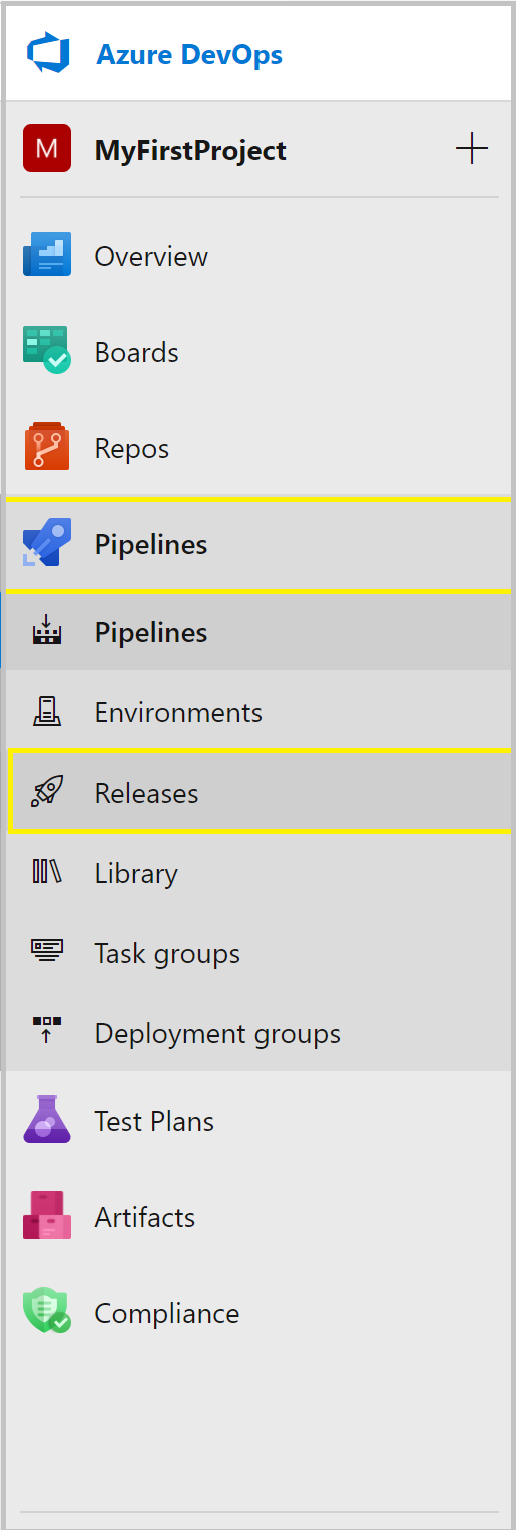 Azure DevOps
M MyFirstProject
Overview
Boards
Repos
Pipelines
Pipelines
Environments
Releases
Library
Task groups
Deployment groups
Test Plans
Artifacts
Compliance